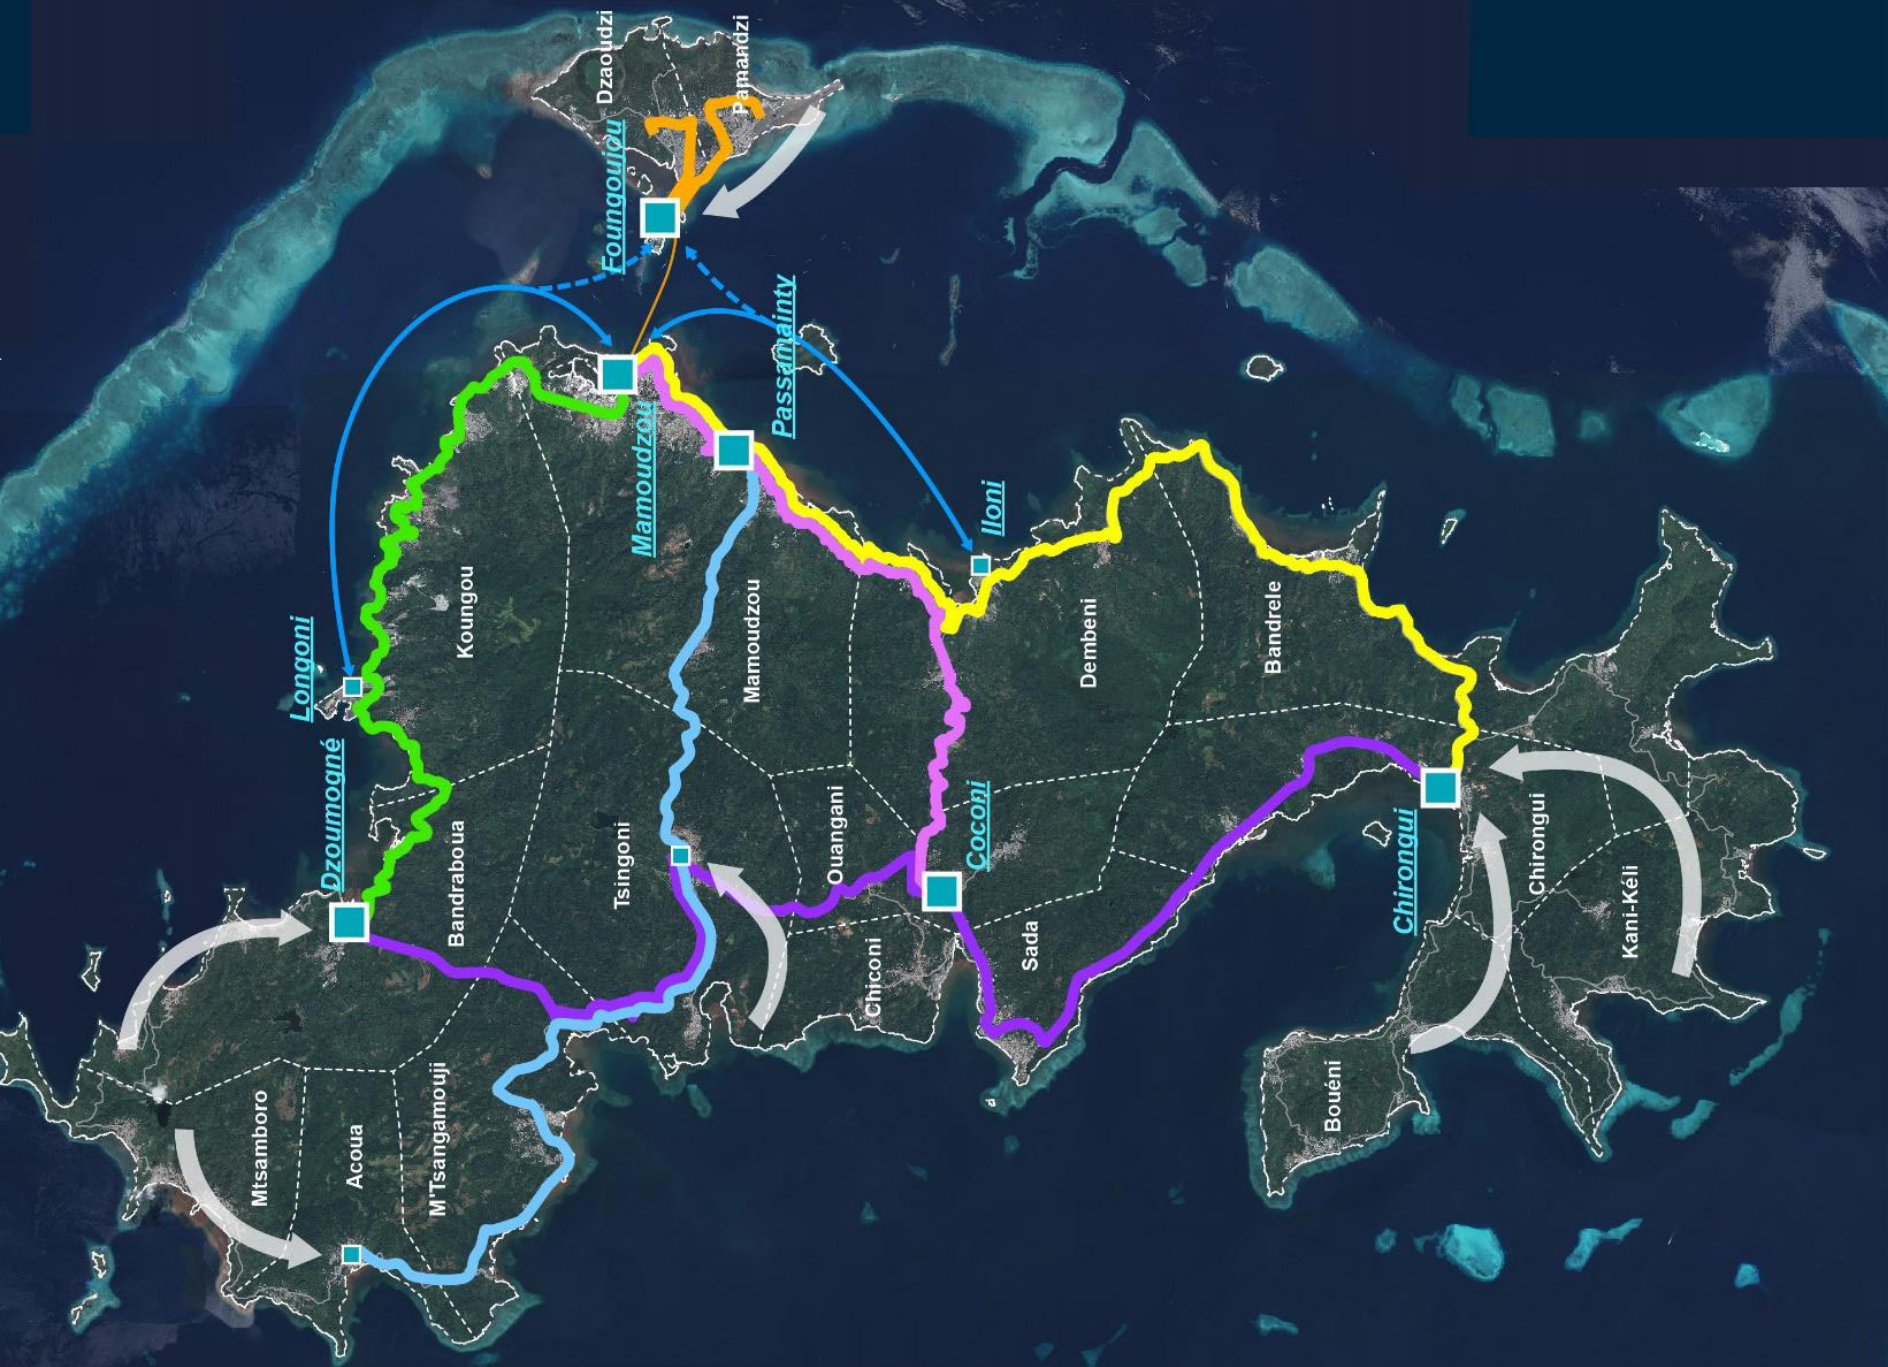 Mtsamboro
Longoni
Dzoumogné
Acoua
M'Tsangamouji
Bandraboua
Koungou
Dzaoudzi
Foungoujou
Tsingoni
Mamoudzou
Pamandzi
Mamoudzou
Passamainty
Ouangani
Chiconi
Coconi
Iloni
Sada
Dembeni
Bandrele
Bouéni
Chirongui
Chirongui
Kani-Kéli